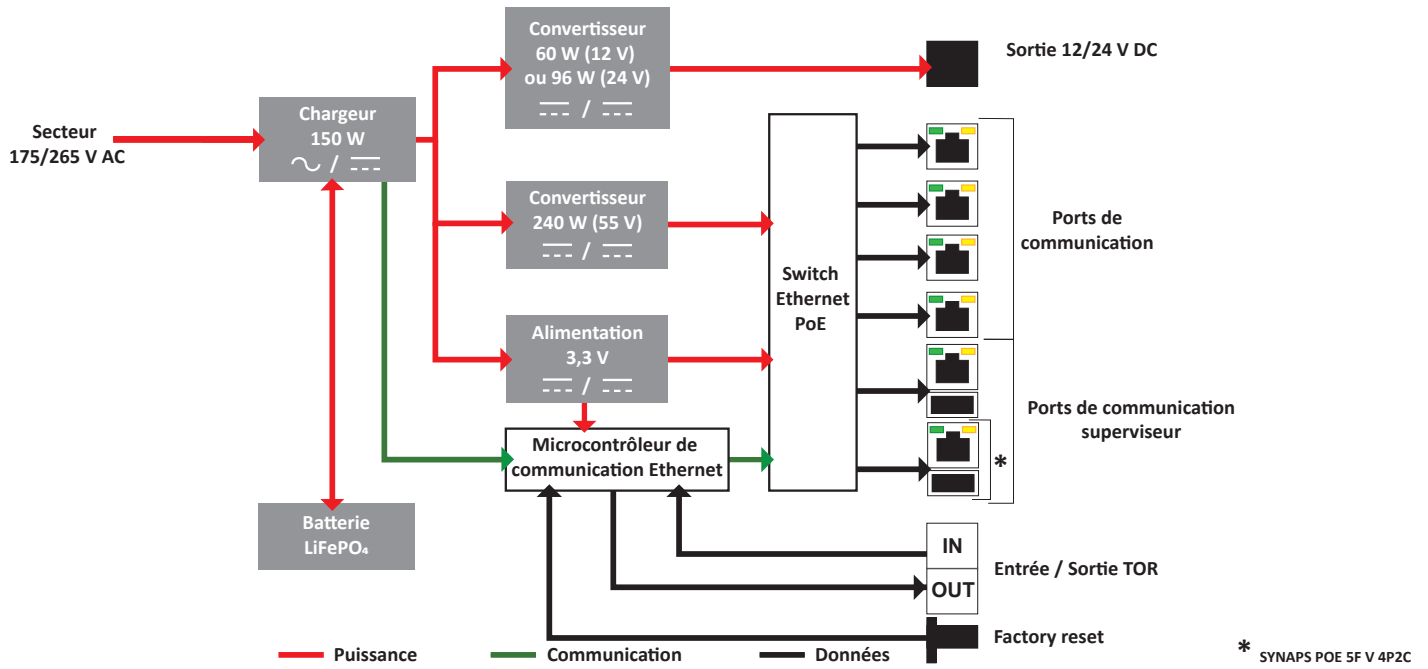 Convertisseur
60 W (12 V)
ou 96 W (24 V)
Sortie 12/24 V DC
Secteur
175/265 V AC
Chargeur
150 W
Convertisseur
240 W (55 V)
Switch
Ethernet
PoE
Ports de
communication
Alimentation
3,3 V
Ports de communication
superviseur
*
Microcontrôleur de
communication Ethernet
Batterie
LiFePO₄
IN
OUT
Entrée / Sortie TOR
Factory reset
Puissance
Communication
Données
* SYNAPS POE 5F V 4P2C